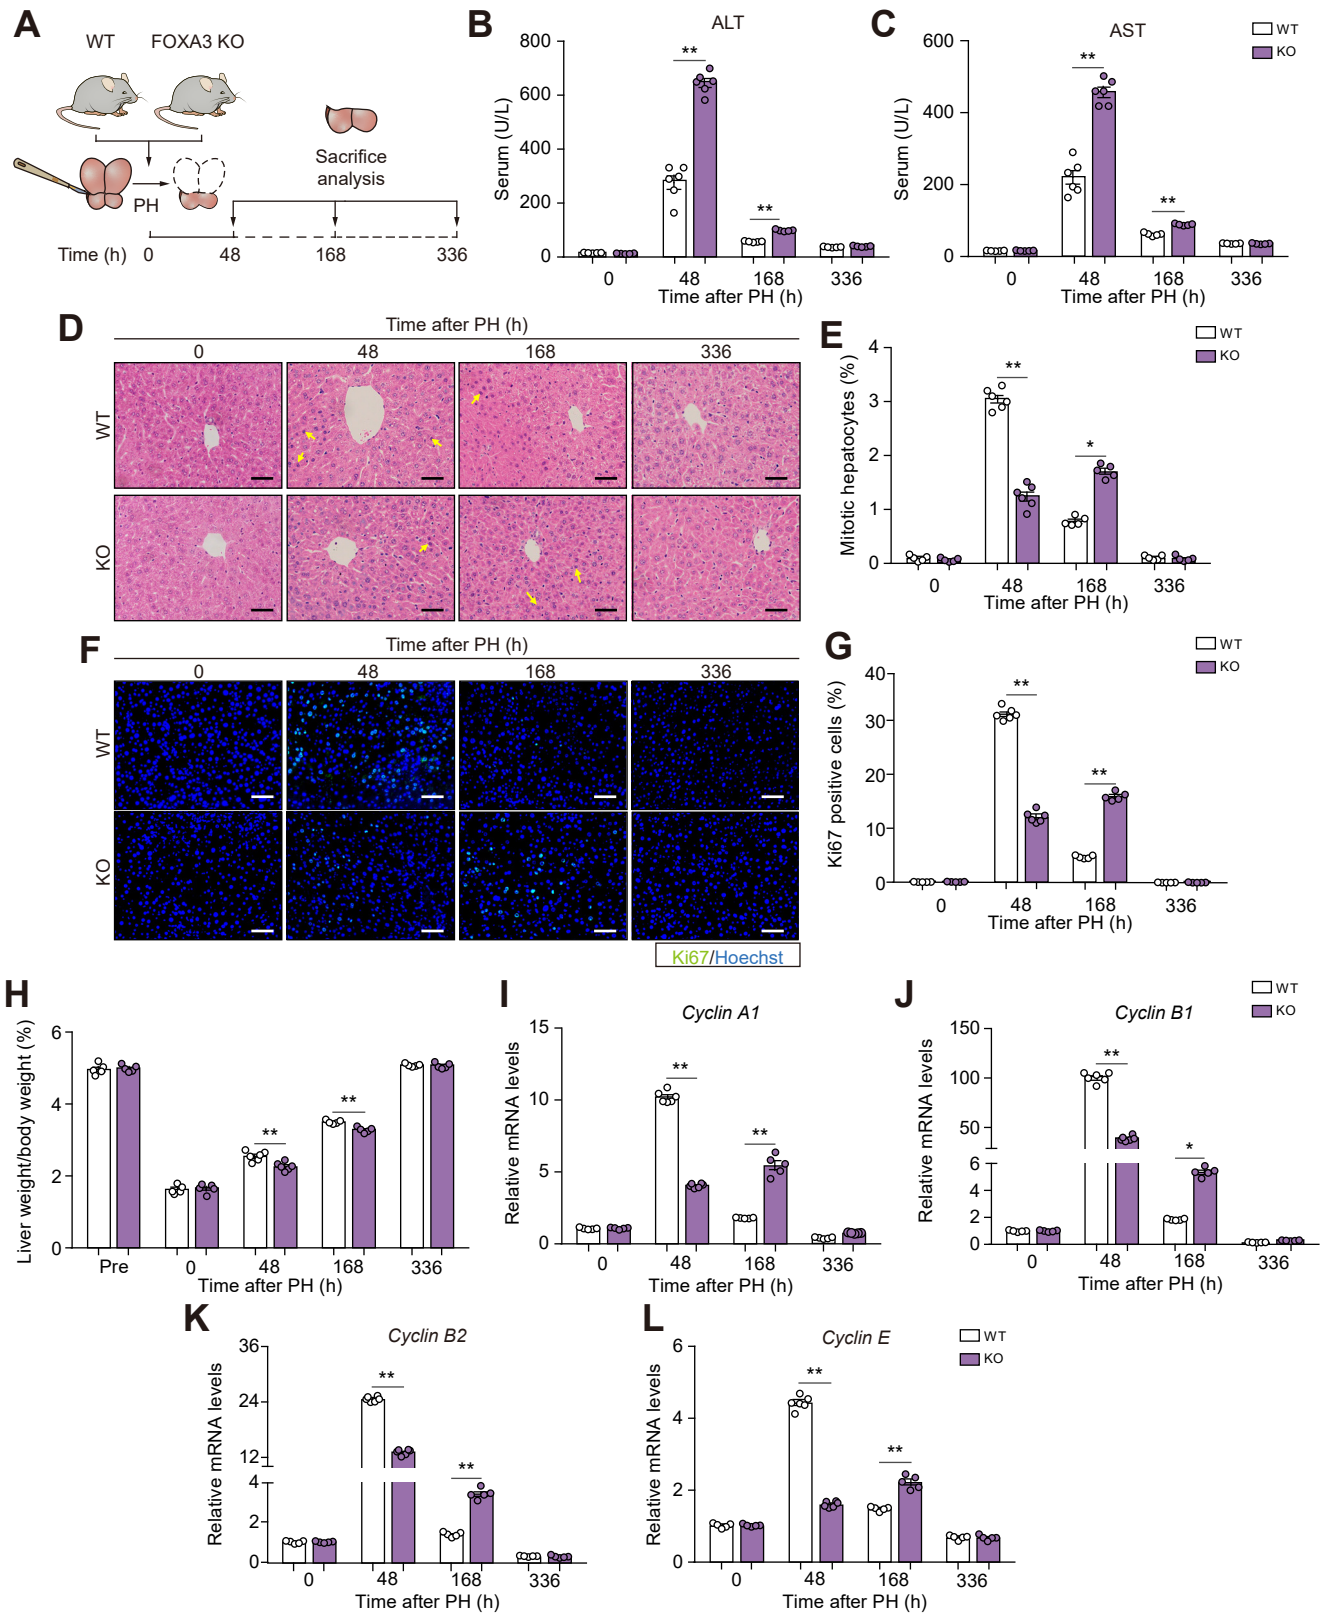 A
WT FOXA3 KO
PH
Sacrifice
analysis
Time (h) 0 48 168 336
B
ALT
Serum (U/L)
800
600
400
200
0
**
**
0 48 168 336
Time after PH (h)
C
AST
WT
KO
Serum (U/L)
600
400
200
0
**
**
0 48 168 336
Time after PH (h)
D
Time after PH (h)
0 48 168 336
WT
KO
E
WT
KO
Mitotic hepatocytes (%)
4
3
2
1
0
**
*
0 48 168 336
Time after PH (h)
F
Time after PH (h)
0 48 168 336
WT
KO
Ki67/Hoechst
G
WT
KO
Ki67 positive cells (%)
40
30
20
10
0
**
**
0 48 168 336
Time after PH (h)
H
Liver weight/body weight (%)
6
4
2
0
**
**
Pre 0 48 168 336
Time after PH (h)
I
Cyclin A1
Relative mRNA levels
15
10
5
0
**
**
0 48 168 336
Time after PH (h)
J
Cyclin B1
WT
KO
Relative mRNA levels
150
100
50
6
4
2
0
**
*
0 48 168 336
Time after PH (h)
K
Cyclin B2
Relative mRNA levels
36
24
12
4
2
0
**
**
0 48 168 336
Time after PH (h)
L
Cyclin E
WT
KO
Relative mRNA levels
6
4
2
0
**
**
0 48 168 336
Time after PH (h)